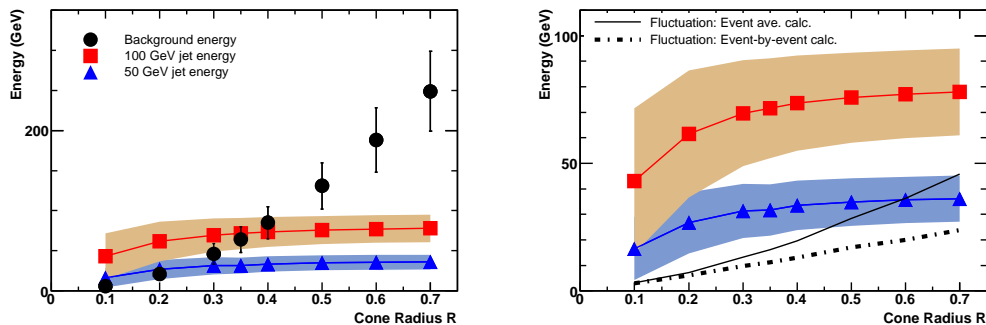 Energy (GeV)
Background energy
100 GeV jet energy
50 GeV jet energy
200
0
0 0.1 0.2 0.3 0.4 0.5 0.6 0.7
Cone Radius R
Energy (GeV)
Fluctuation: Event ave. calc.
Fluctuation: Event-by-event calc.
100
50
0
0 0.1 0.2 0.3 0.4 0.5 0.6 0.7
Cone Radius R